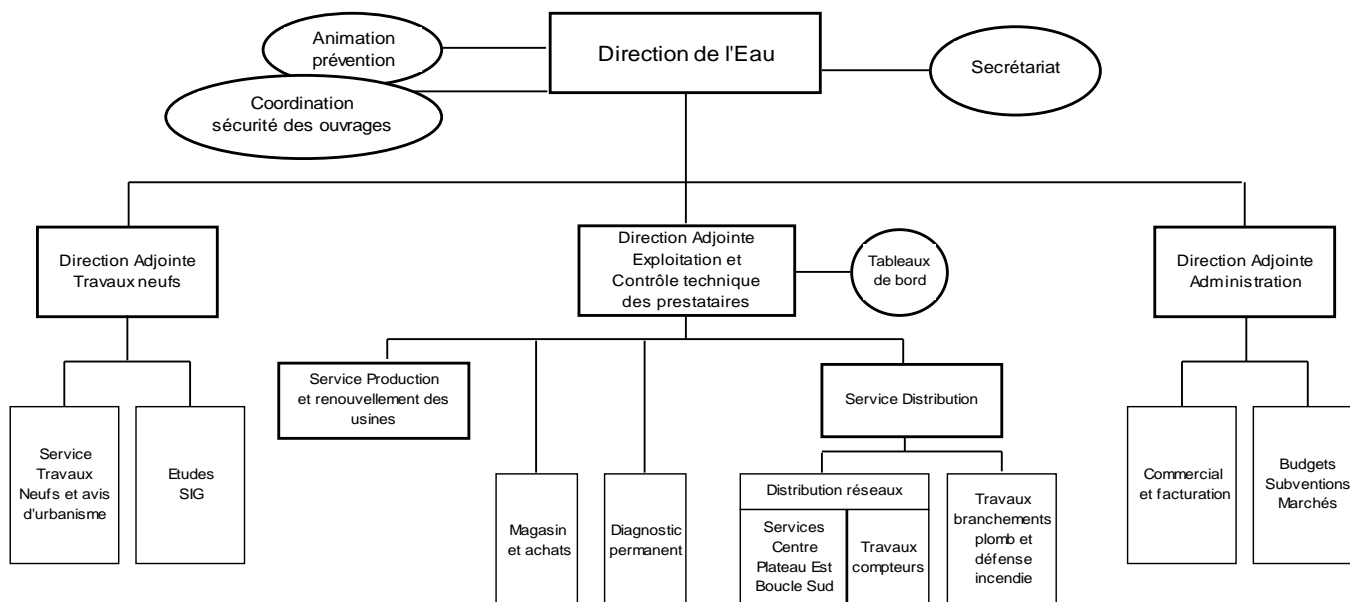 Animation
prévention
Direction de l'Eau
Secrétariat
Coordination
sécurité des ouvrages
Direction Adjointe
Travaux neufs
Direction Adjointe
Exploitation et
Contrôle technique
des prestataires
Tableaux
de bord
Direction Adjointe
Administration
Service Production
et renouvellement des
usines
Service Distribution
Service
Travaux
Neufs et avis
d'urbanisme
Etudes
SIG
Magasin
et achats
Diagnostic
permanent
Distribution réseaux
Services
Centre
Plateau Est
Boucle Sud
Travaux
compteurs
Travaux
branchements
plomb et
défense
incendie
Commercial
et facturation
Budgets
Subventions
Marchés